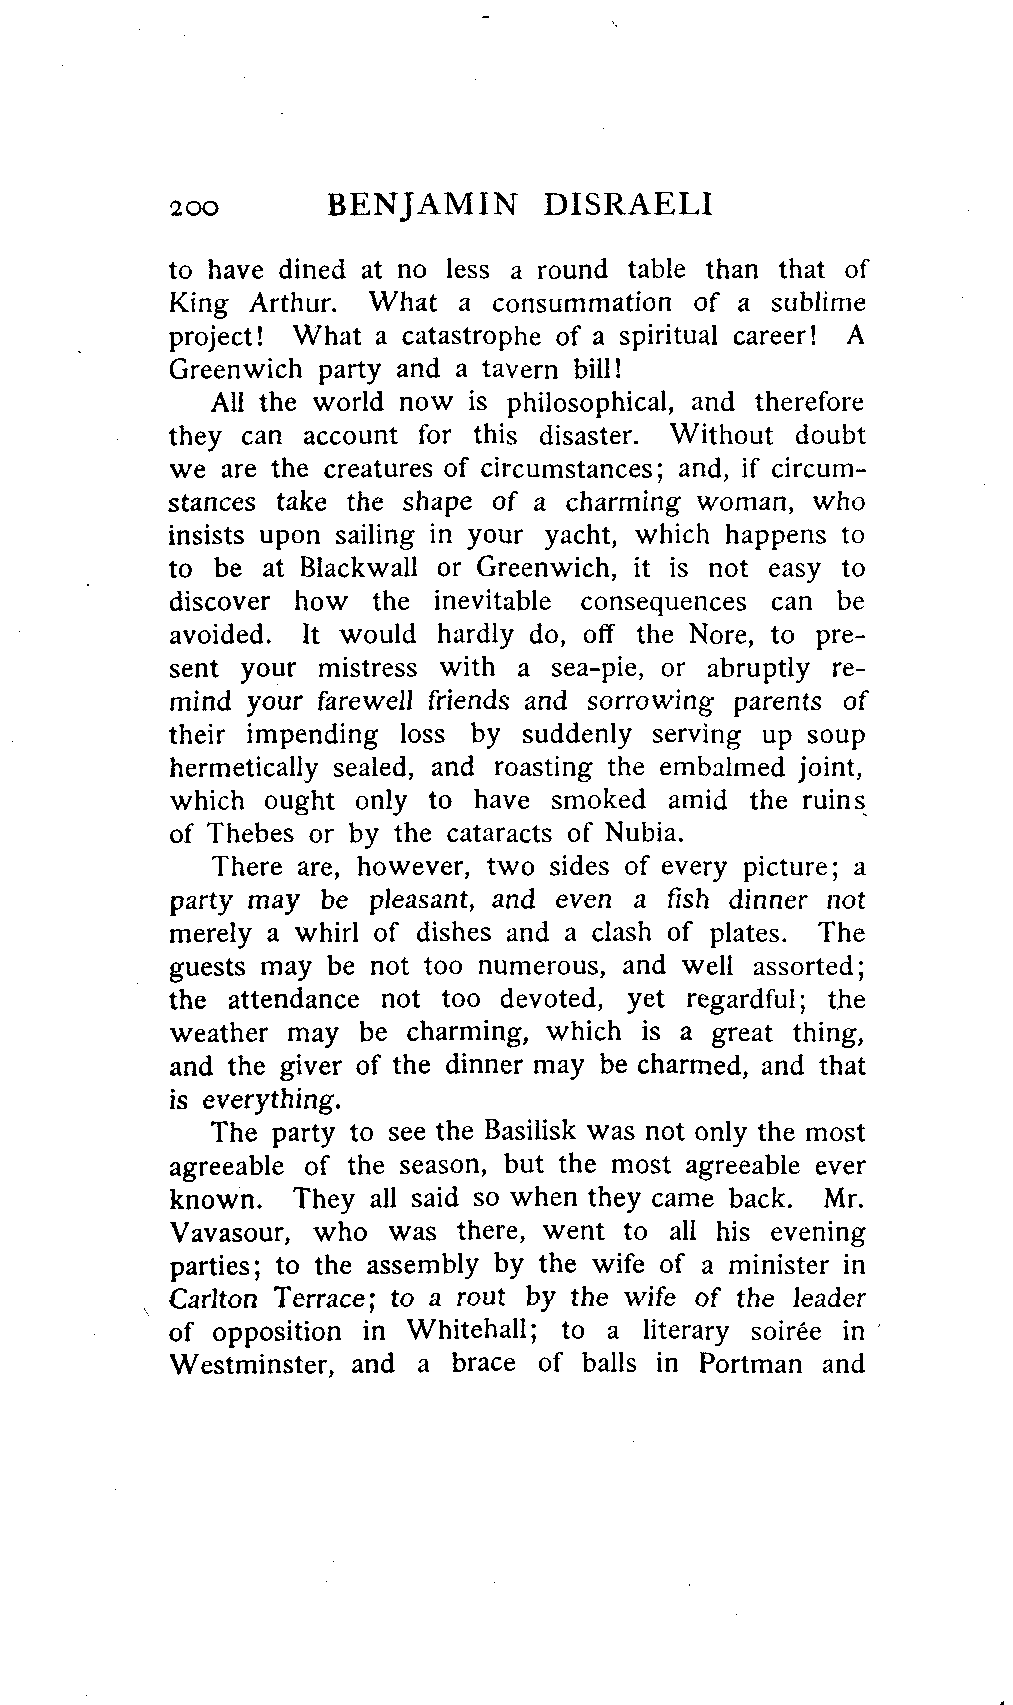 200 BENJAMIN DISRAELI
to have dined at no less a round table than that of
King Arthur. What a consummation of a sublime
project! What a catastrophe of a spiritual career! A
Greenwich party and a tavern bill!
All the world now is philosophical, and therefore
they can account for this disaster. Without doubt
we are the creatures of circumstances; and, if circum-
stances take the shape of a charming woman, who
insists upon sailing in your yacht, which happens to
to be at Blackwall or Greenwich, it is not easy to
discover how the inevitable consequences can be
avoided. It would hardly do, off the Nore, to pre-
sent your mistress with a sea-pie, or abruptly re-
mind your farewell friends and sorrowing parents of
their impending loss by suddenly serving up soup
hermetically sealed, and roasting the embalmed joint,
which ought only to have smoked amid the ruins
of Thebes or by the cataracts of Nubia.
There are, however, two sides of every picture; a
party may be pleasant, and even a fish dinner not
merely a whirl of dishes and a clash of plates. The
guests may be not too numerous, and well assorted;
the attendance not too devoted, yet regardful; the
weather may be charming, which is a great thing,
and the giver of the dinner may be charmed, and that
is everything.
The party to see the Basilisk was not only the most
agreeable of the season, but the most agreeable ever
known. They all said so when they came back. Mr.
Vavasour, who was there, went to all his evening
parties; to the assembly by the wife of a minister in
Carlton Terrace; to a rout by the wife of the leader
of opposition in Whitehall; to a literary soirée in
Westminster, and a brace of balls in Portman and